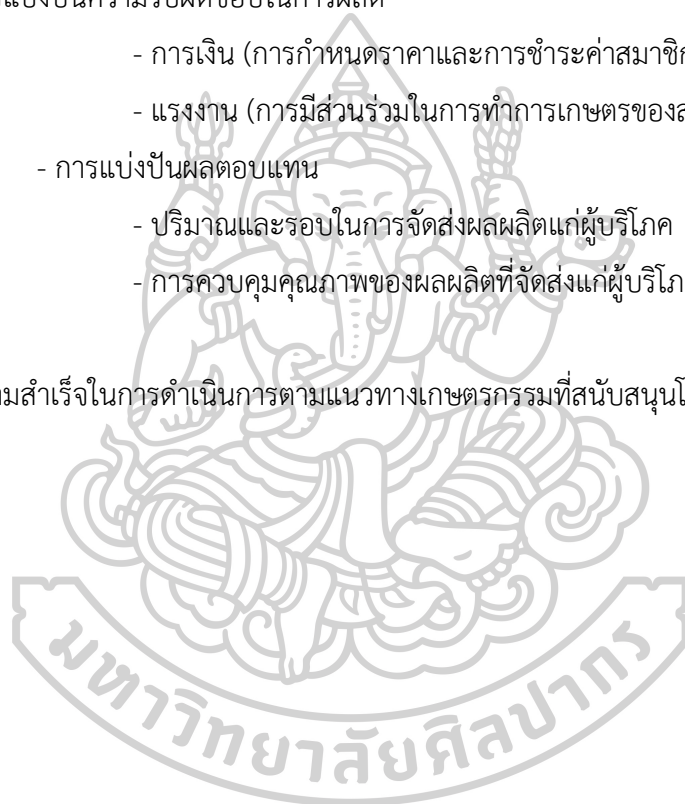 แบ่งปันความรับผิดชอบในการผลิต
- การเงิน (การกำหนดราคาและการชำระค่าสมาชิก
- แรงงาน (การมีส่วนร่วมในการทำการเกษตรของส
- การแบ่งปันผลตอบแทน
- ปริมาณและรอบในการจัดส่งผลผลิตแก่ผู้บริโภค
- การควบคุมคุณภาพของผลผลิตที่จัดส่งแก่ผู้บริโภ
มสำเร็จในการดำเนินการตามแนวทางเกษตรกรรมที่สนับสนุนโ
มหาวิทยาลัยศิลปากร